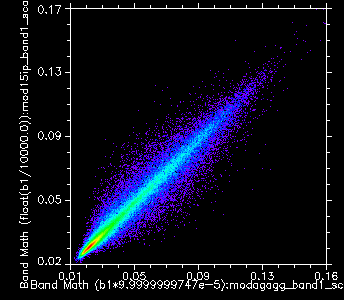 0.17
0.13
0.09
0.05
0.02
Band Math (float(b1/10000.0)):mod15ip_band1_sca
0.01 0.05 0.09 0.13 0.16
Band Math (b1*9.9999999747e-5):modagagg_band1_sc